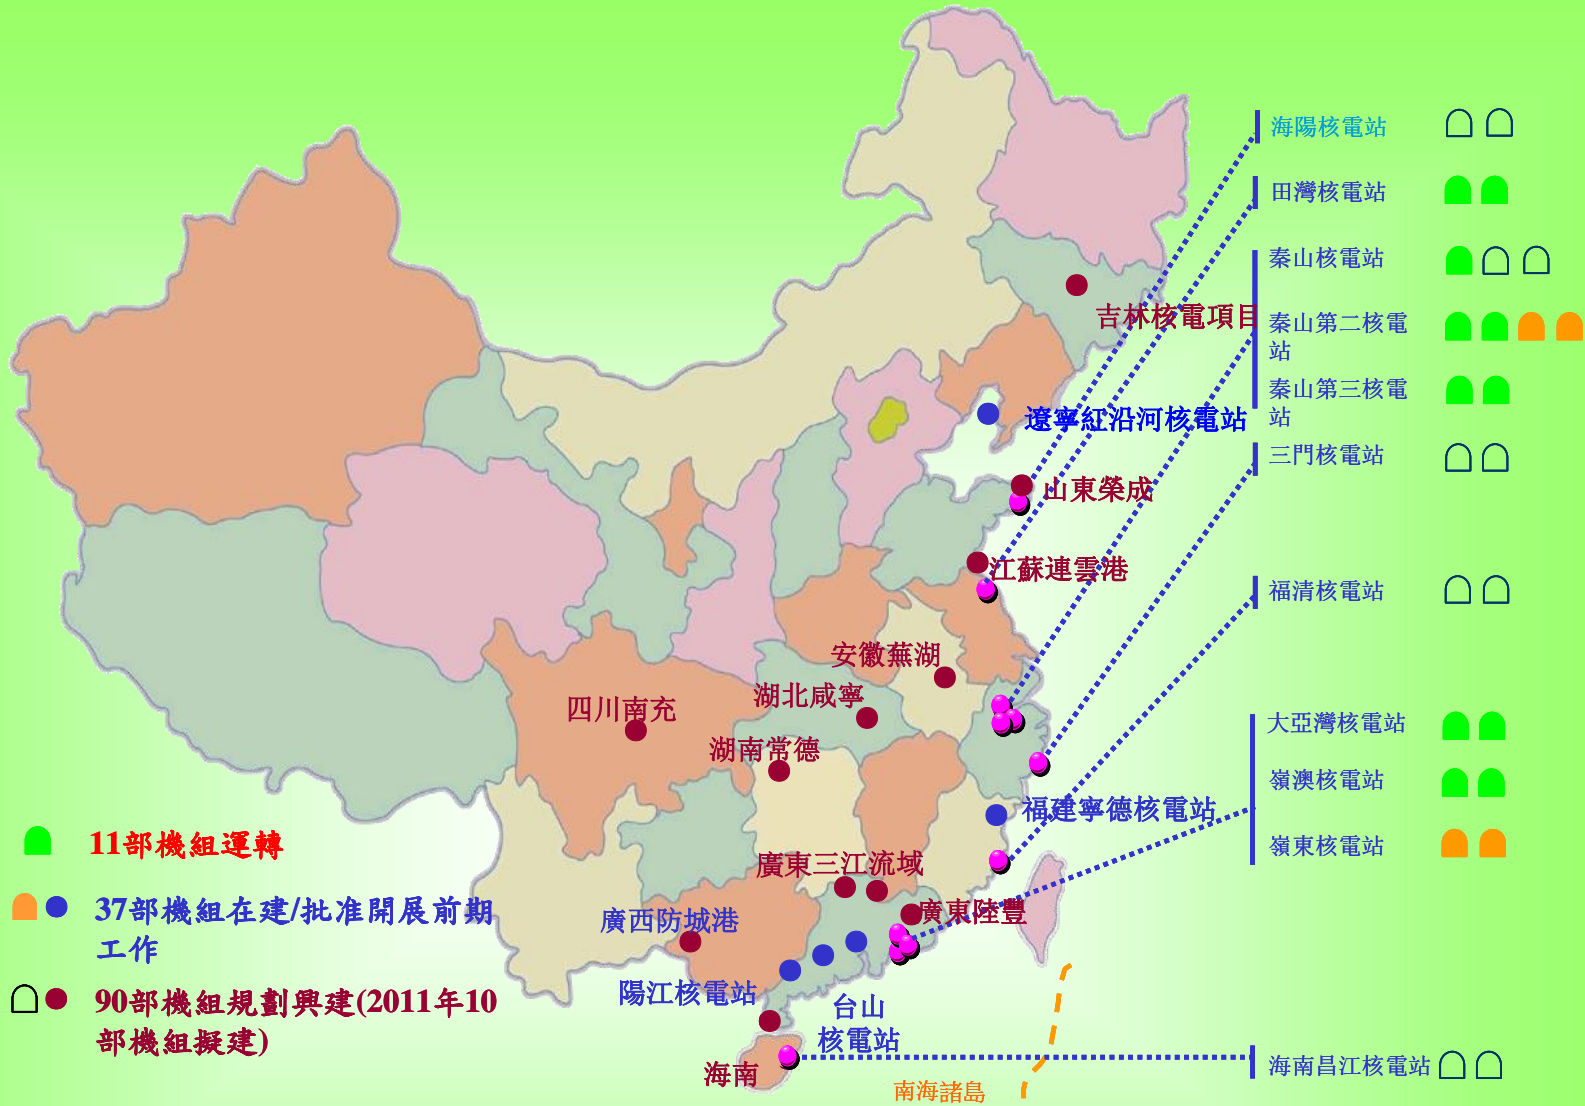 海陽核電站
田灣核電站
秦山核電站
吉林核電項目
秦山第二核電
站
秦山第三核電
站
遼寧紅沿河核電站
三門核電站
山東榮成
江蘇連雲港
福清核電站
安徽蕪湖
湖北咸寧
四川南充
大亞灣核電站
湖南常德
嶺澳核電站
福建寧德核電站
11部機組運轉
嶺東核電站
廣東三江流域
37部機組在建/批准開展前期
工作
廣西防城港
廣東陸豐
陽江核電站
90部機組規劃興建(2011年10
部機組擬建)
台山
核電站
海南
海南昌江核電站
南海諸島